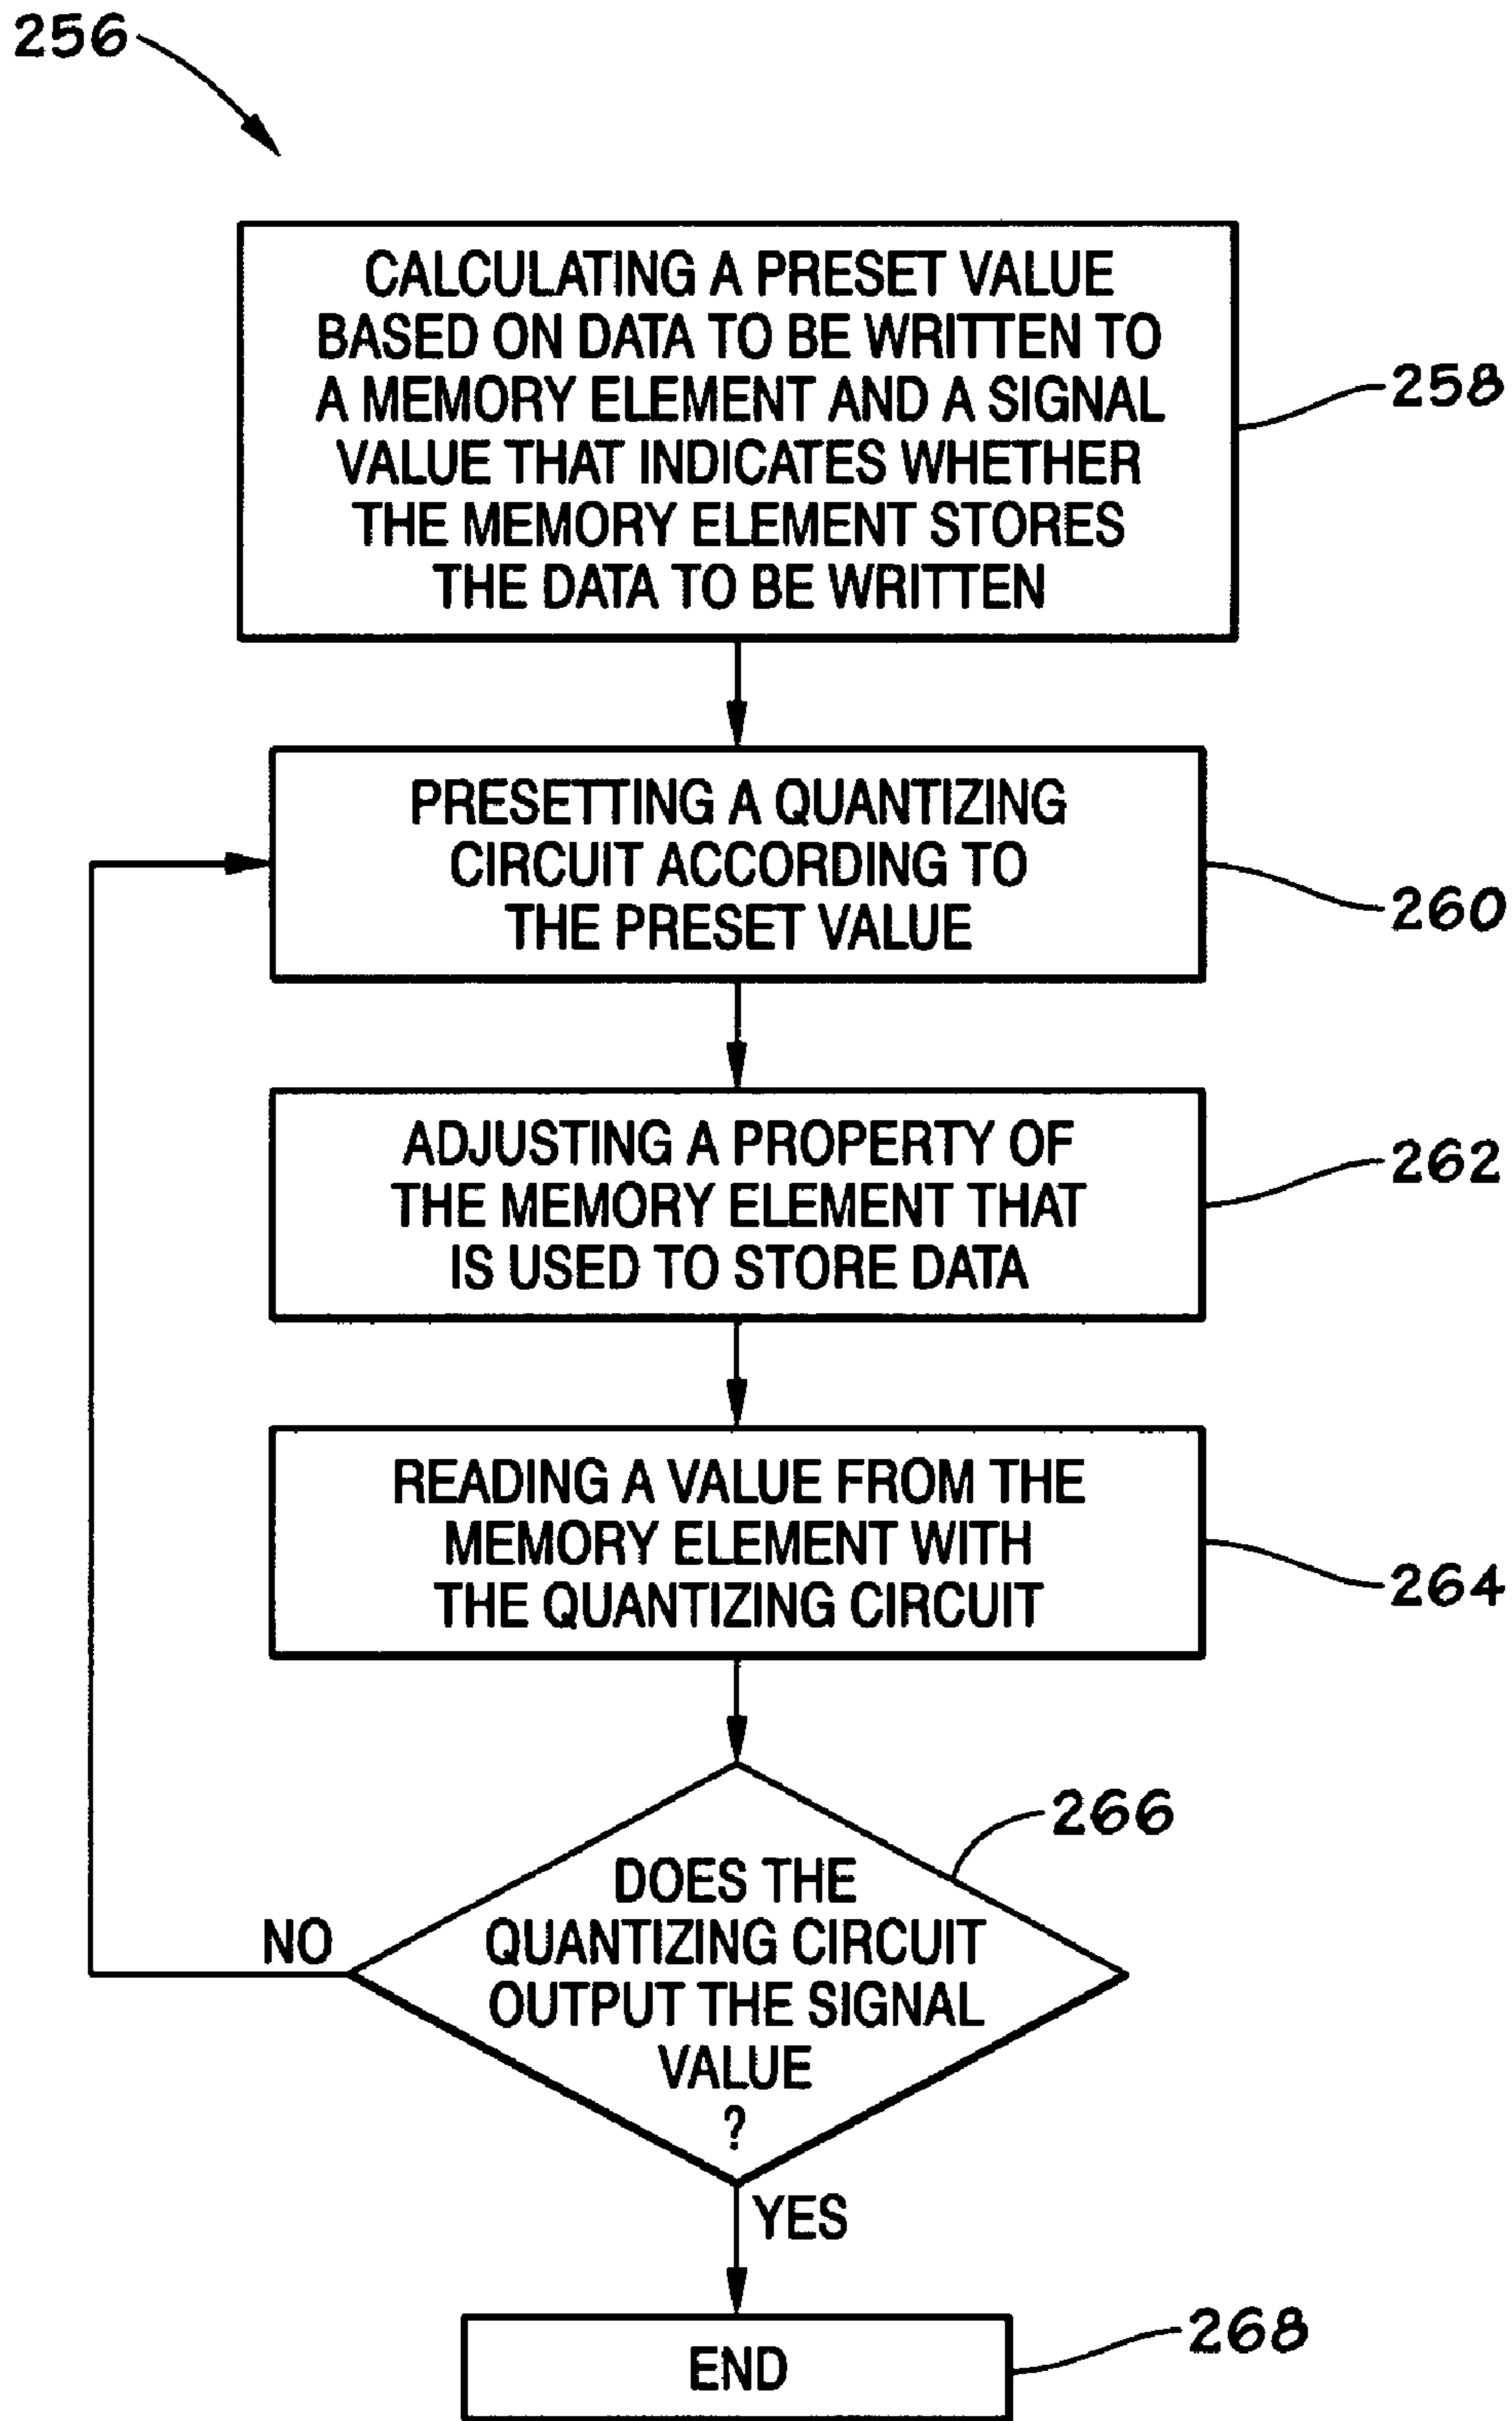 256
CALCULATING A PRESET VALUE
BASED ON DATA TO BE WRITTEN TO
A MEMORY ELEMENT AND A SIGNAL
VALUE THAT INDICATES WHETHER
THE MEMORY ELEMENT STORES
THE DATA TO BE WRITTEN
258
PRESETTING A QUANTIZING
CIRCUIT ACCORDING TO
THE PRESET VALUE
260
ADJUSTING A PROPERTY OF
THE MEMORY ELEMENT THAT
IS USED TO STORE DATA
262
READING A VALUE FROM THE
MEMORY ELEMENT WITH
THE QUANTIZING CIRCUIT
264
266
DOES THE
QUANTIZING CIRCUIT
OUTPUT THE SIGNAL
VALUE
?
NO
YES
END
268